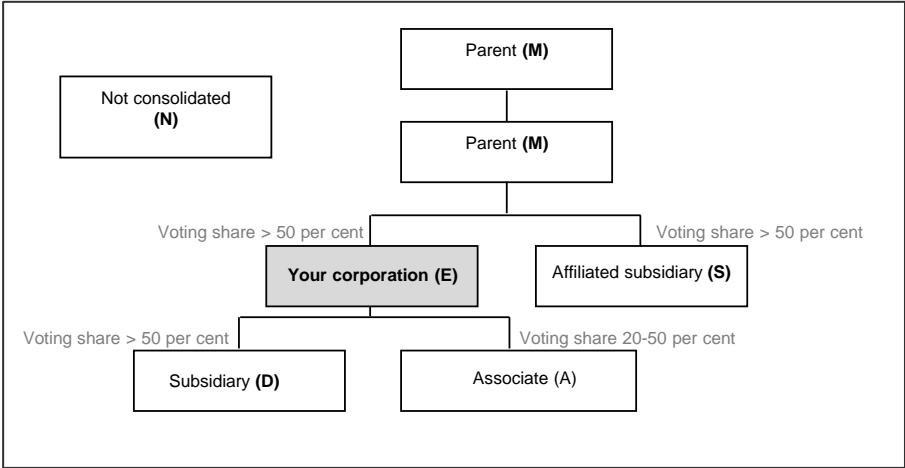 Parent (M)
Not consolidated
(N)
Parent (M)
Voting share > 50 per cent
Voting share > 50 per cent
Your corporation (E)
Affiliated subsidiary (S)
Voting share > 50 per cent
Voting share 20-50 per cent
Subsidiary (D)
Associate (A)